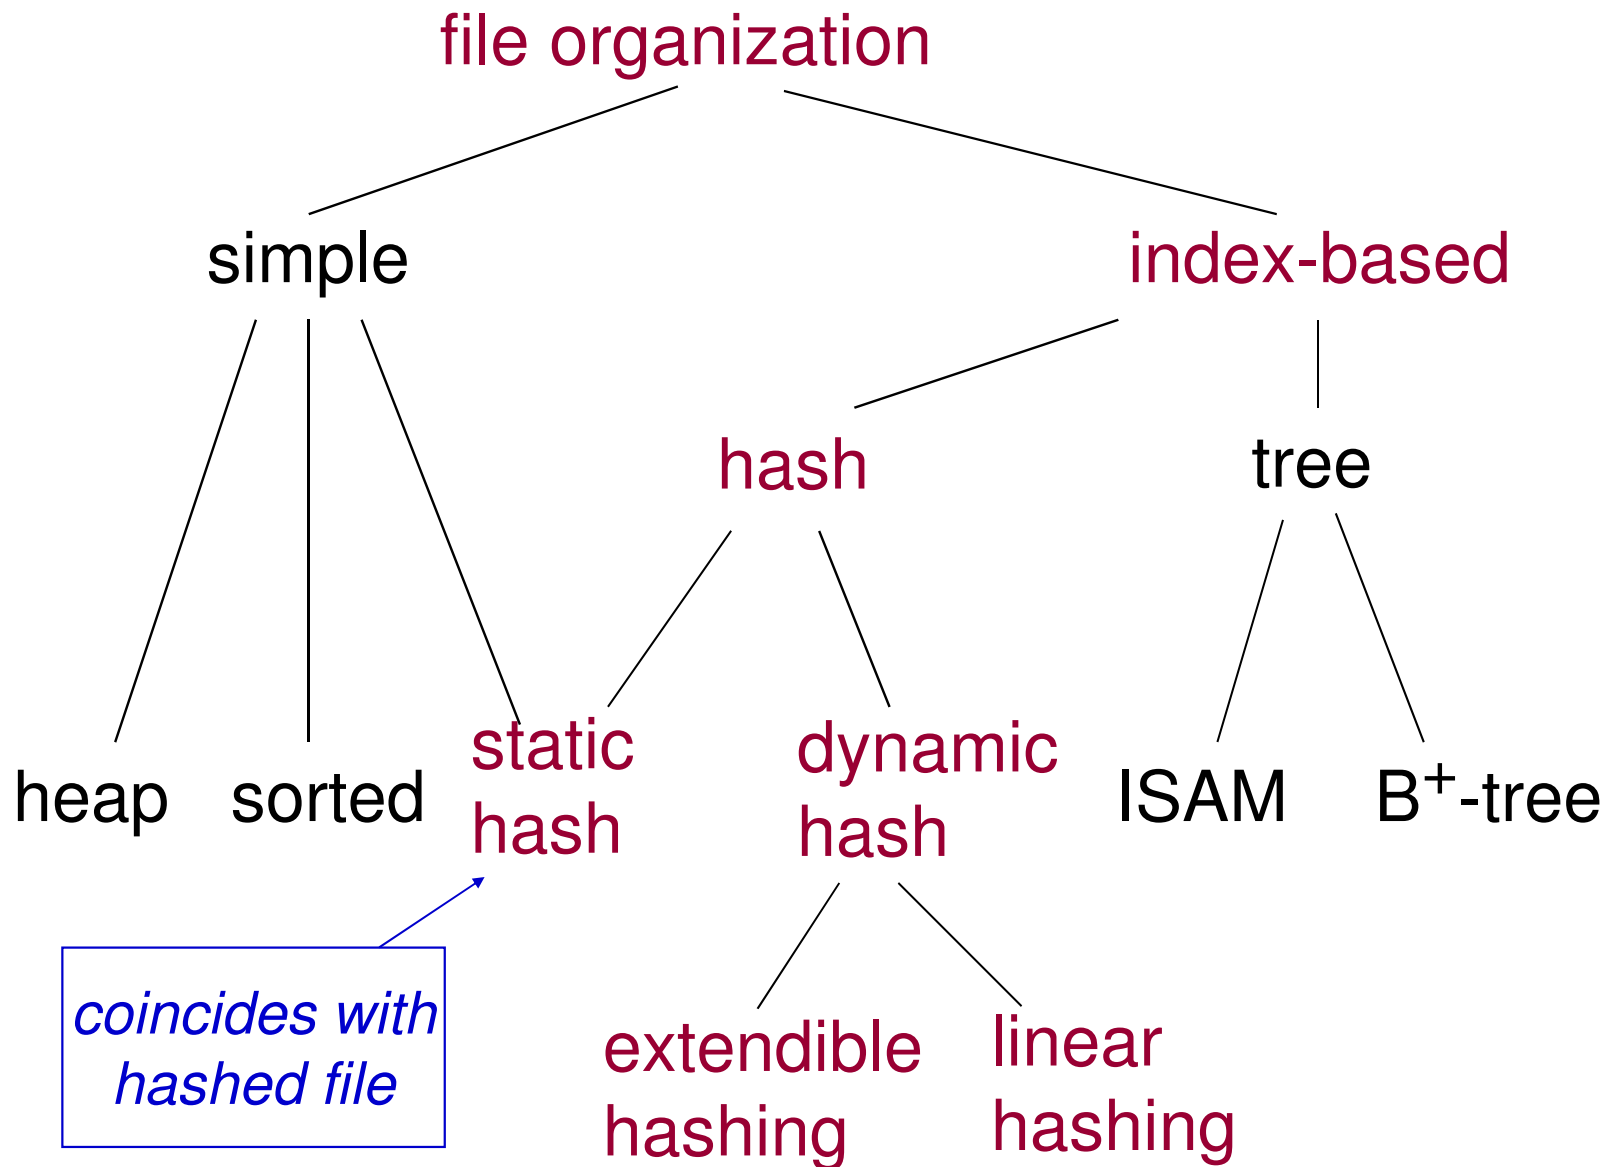 file organization
simple
index-based
hash
tree
heap
sorted
static
hash
dynamic
hash
ISAM
B⁺-tree
coincides with
hashed file
extendible
hashing
linear
hashing